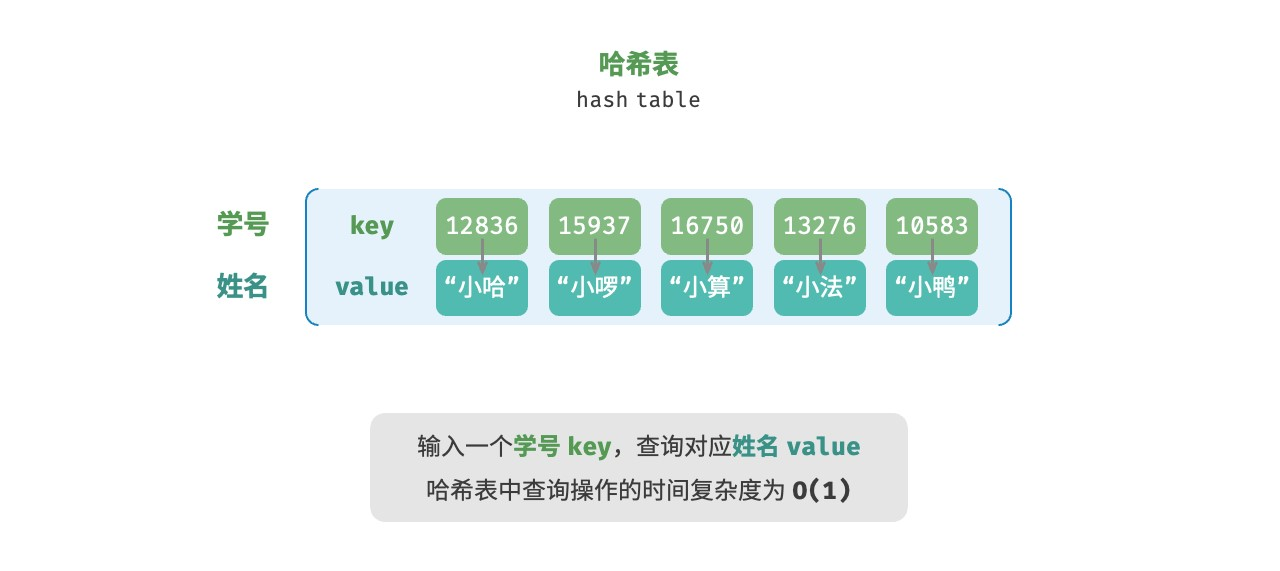 哈希表
hash table
学号 key 12836 15937 16750 13276 10583
姓名 value “小哈” “小啰” “小算” “小法” “小鸭”
输入一个学号 key，查询对应姓名 value
哈希表中查询操作的时间复杂度为 O(1)